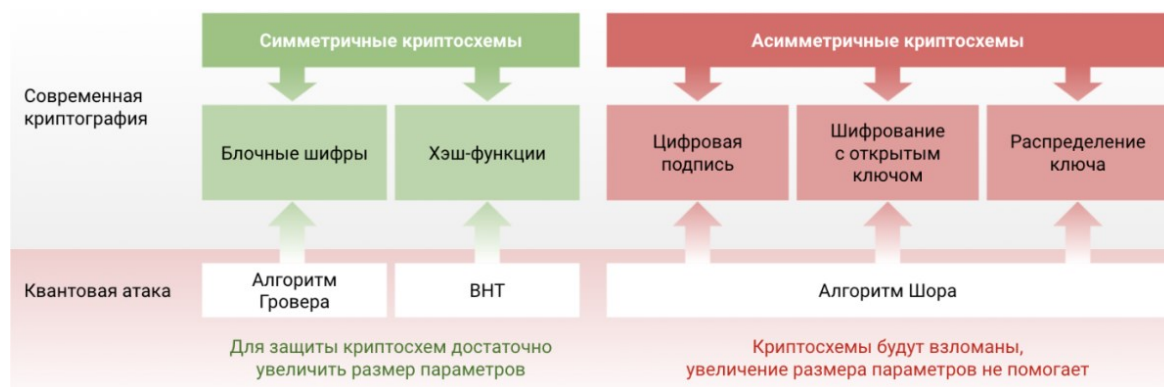 Симметричные криптосхемы
Асимметричные криптосхемы
Современная
криптография
Блочные шифры
Хэш-функции
Цифровая
подпись
Шифрование
с открытым
ключом
Распределение
ключа
Квантовая атака
Алгоритм
Гровера
BHT
Алгоритм Шора
Для защиты криптосхем достаточно
увеличить размер параметров
Криптосхемы будут взломаны,
увеличение размера параметров не помогает